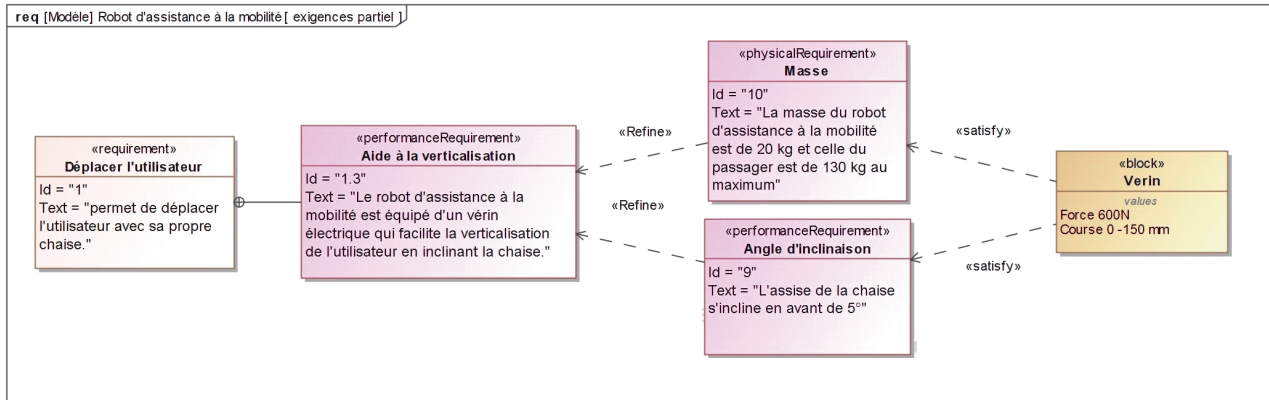 req [Modèle] Robot d'assistance à la mobilité [ exigences partiel ]
«requirement»
Déplacer l'utilisateur
Id = "1"
Text = "permet de déplacer
l'utilisateur avec sa propre
chaise."
«performanceRequirement»
Aide à la verticalisation
Id = "1.3"
Text = "Le robot d'assistance à la
mobilité est équipé d'un vérin
électrique qui facilite la verticalisation
de l'utilisateur en inclinant la chaise."
«Refine»
«Refine»
«physicalRequirement»
Masse
Id = "10"
Text = "La masse du robot
d'assistance à la mobilité
est de 20 kg et celle du
passager est de 130 kg au
maximum"
«performanceRequirement»
Angle d'inclinaison
Id = "9"
Text = "L'assise de la chaise
s'incline en avant de 5°"
«satisfy»
«satisfy»
«block»
Verin
values
Force 600N
Course 0 -150 mm